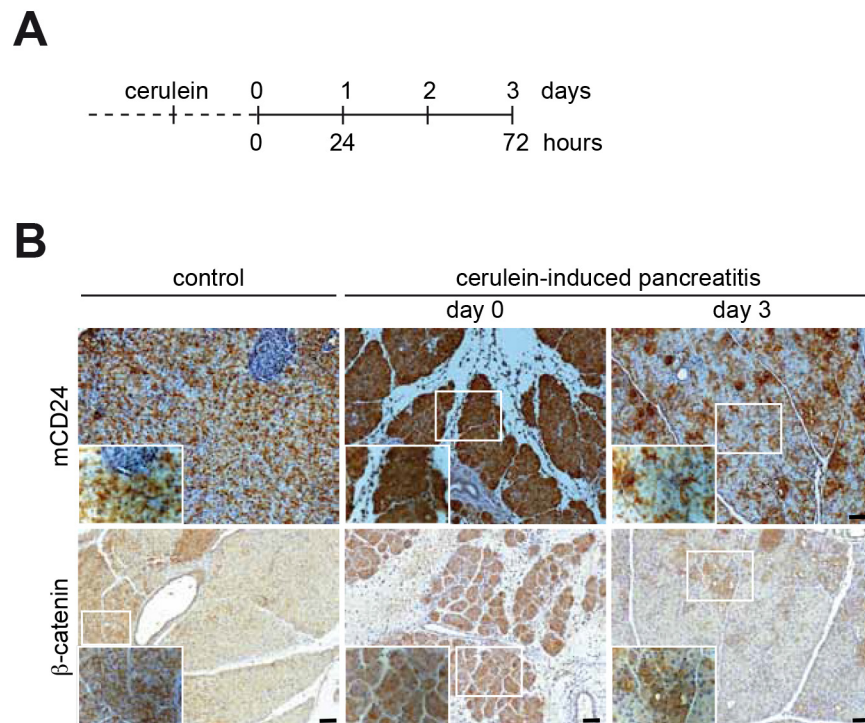 A
cerulein 0 1 2 3 days
0 24 72 hours
B
control cerulein-induced pancreatitis
day 0 day 3
mCD24
β-catenin